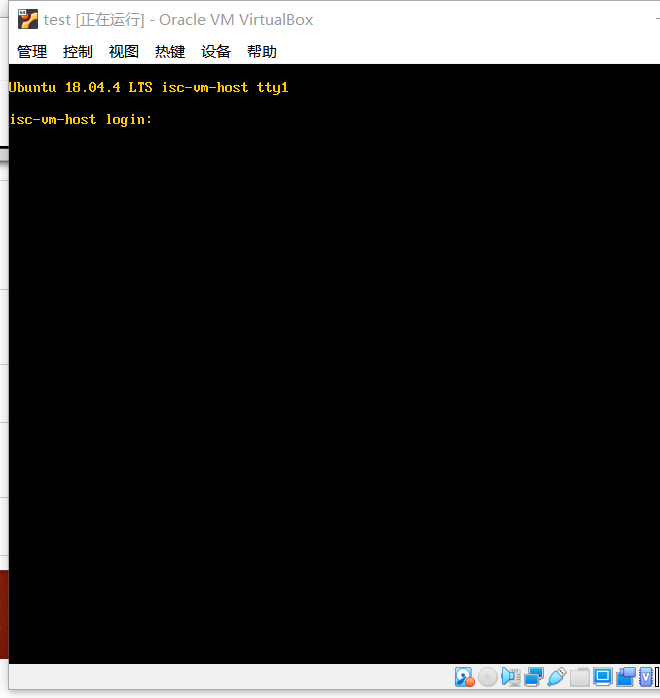 test [正在运行] - Oracle VM VirtualBox
管理 控制 视图 热键 设备 帮助
Ubuntu 18.04.4 LTS isc-vm-host tty1
isc-vm-host login: